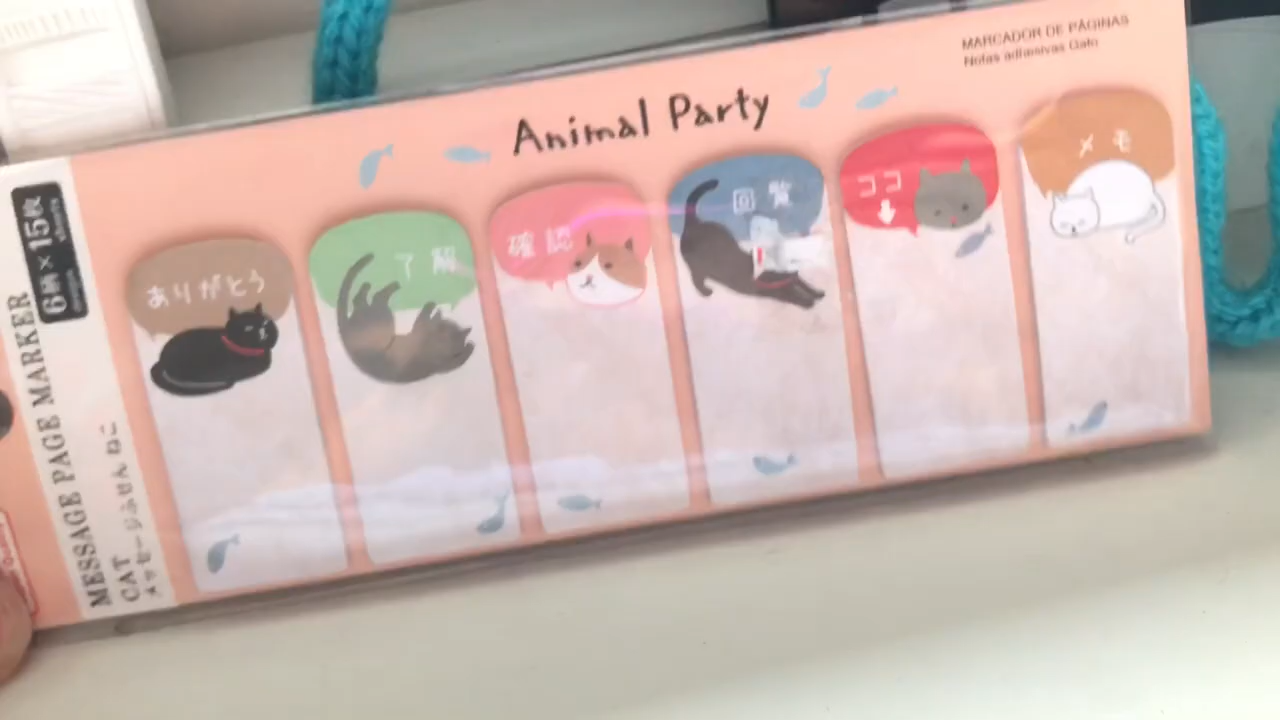 MARCADOR DE PÁGINAS
Notas adhesivas Gato
Animal Party
ありがとう
了解
確認
回覧
ココ
メモ
6柄×15枚
designs
sheets
MESSAGE PAGE MARKER
CAT
メッセージふせん ねこ